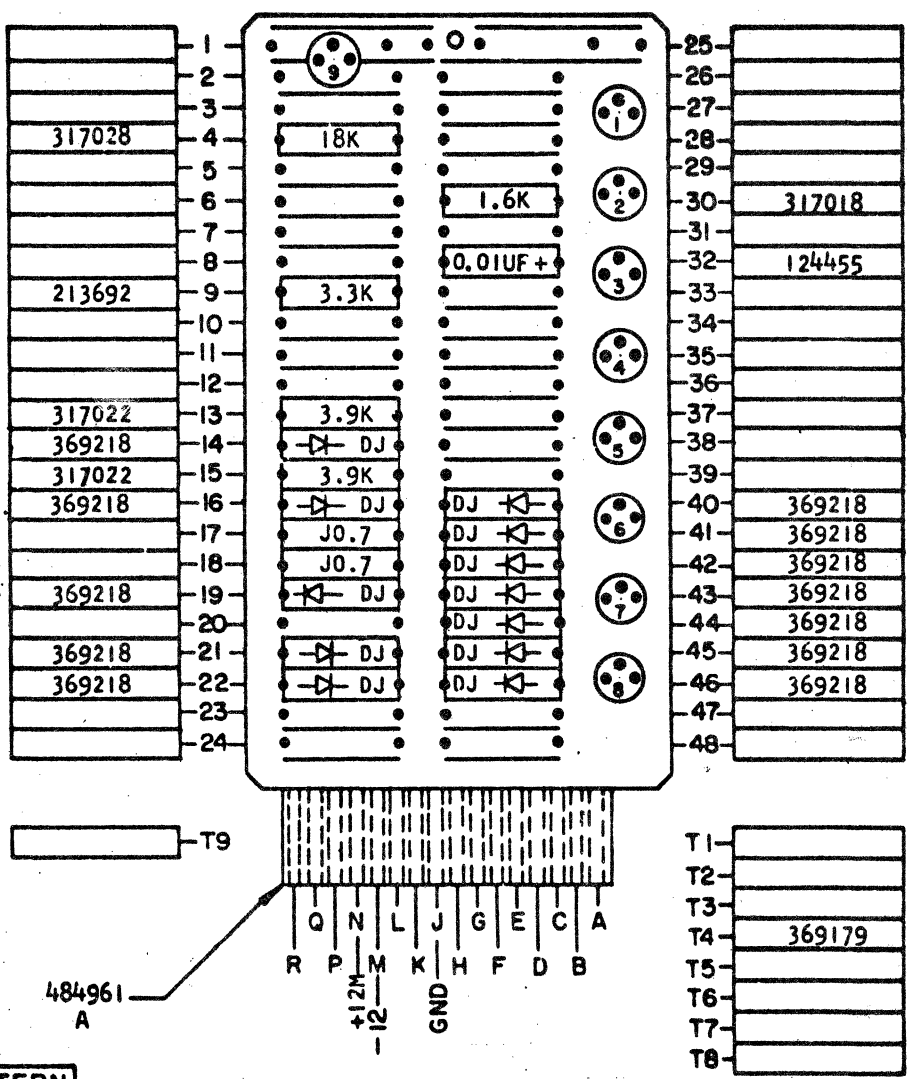 1 25
9
2 26
3 27
1
317028 4 18K 28
5 29
6 1.6K 2 30 317018
7 31
8 0.01UF+ 3 32 124455
213692 9 3.3K 33
10 34
11 4 35
12 36
317022 13 3.9K 37
369218 14 DJ 5 38
317022 15 3.9K 39
369218 16 DJ DJ 40 369218
17 J0.7 DJ 6 41 369218
18 J0.7 DJ 42 369218
369218 19 DJ DJ 7 43 369218
20 DJ 44 369218
369218 21 DJ DJ 45 369218
369218 22 DJ DJ 8 46 369218
23 47
24 48
T9 T1
T2
T3
Q N L J G E C A
T4 369179
R P M K H F D B
T5
484961
A
+12M
-12
GND
T6
T7
T8